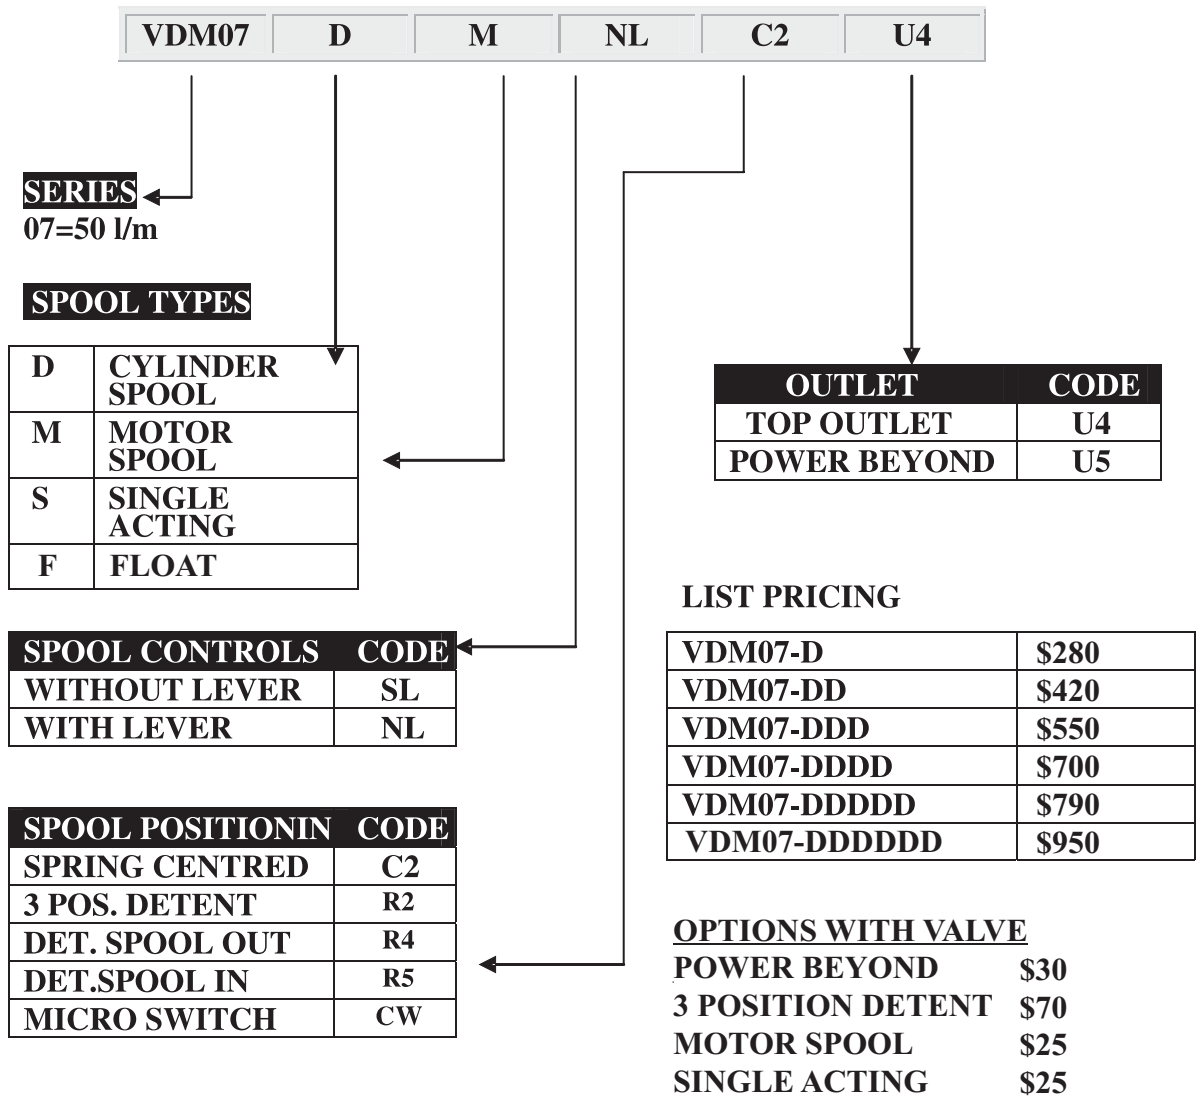 VDM07 D M NL C2 U4
SERIES
07=50 l/m
SPOOL TYPES
D CYLINDER
SPOOL
M MOTOR
SPOOL
S SINGLE
ACTING
F FLOAT
SPOOL CONTROLS CODE
WITHOUT LEVER SL
WITH LEVER NL
SPOOL POSITIONIN CODE
SPRING CENTRED C2
3 POS. DETENT R2
DET. SPOOL OUT R4
DET.SPOOL IN R5
MICRO SWITCH CW
OUTLET CODE
TOP OUTLET U4
POWER BEYOND U5
LIST PRICING
VDM07-D $280
VDM07-DD $420
VDM07-DDD $550
VDM07-DDDD $700
VDM07-DDDDD $790
VDM07-DDDDDD $950
OPTIONS WITH VALVE
POWER BEYOND $30
3 POSITION DETENT $70
MOTOR SPOOL $25
SINGLE ACTING $25